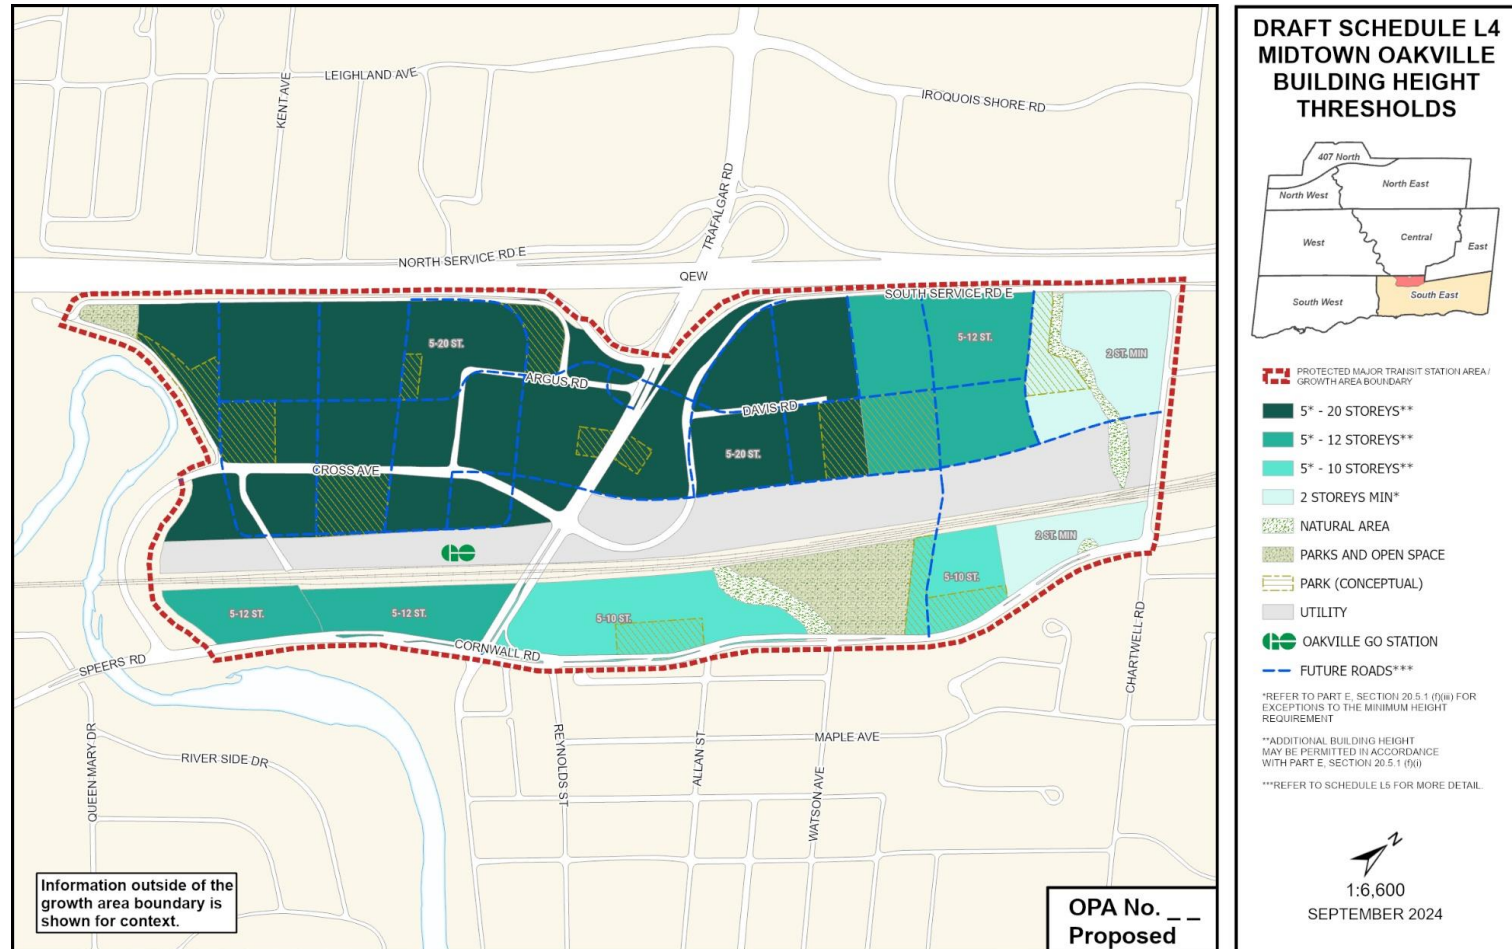 LEIGHLAND AVE
KENT AVE
IROQUOIS SHORE RD
TRAFALGAR RD
NORTH SERVICE RD E
QEW
SOUTH SERVICE RD E
5-20 ST.
5-12 ST.
2 ST. MIN
ARGUS RD
DAVIS RD
5-20 ST.
CROSS AVE
2 ST. MIN
GO
5-10 ST.
5-12 ST.
5-12 ST.
5-10 ST.
CORNWALL RD
SPEERS RD
CHARTWELL RD
QUEEN MARY DR
RIVER SIDE DR
REYNOLDS ST
ALLAN ST
MAPLE AVE
WATSON AVE
Information outside of the
growth area boundary is
shown for context.
OPA No. _ _
Proposed
DRAFT SCHEDULE L4
MIDTOWN OAKVILLE
BUILDING HEIGHT
THRESHOLDS
407 North
North West
North East
West
Central
East
South West
South East
PROTECTED MAJOR TRANSIT STATION AREA /
GROWTH AREA BOUNDARY
5* - 20 STOREYS**
5* - 12 STOREYS**
5* - 10 STOREYS**
2 STOREYS MIN*
NATURAL AREA
PARKS AND OPEN SPACE
PARK (CONCEPTUAL)
UTILITY
GO OAKVILLE GO STATION
FUTURE ROADS***
*REFER TO PART E, SECTION 20.5.1 (f)(iii) FOR
EXCEPTIONS TO THE MINIMUM HEIGHT
REQUIREMENT
**ADDITIONAL BUILDING HEIGHT
MAY BE PERMITTED IN ACCORDANCE
WITH PART E, SECTION 20.5.1 (f)(i)
***REFER TO SCHEDULE L5 FOR MORE DETAIL.
N
1:6,600
SEPTEMBER 2024